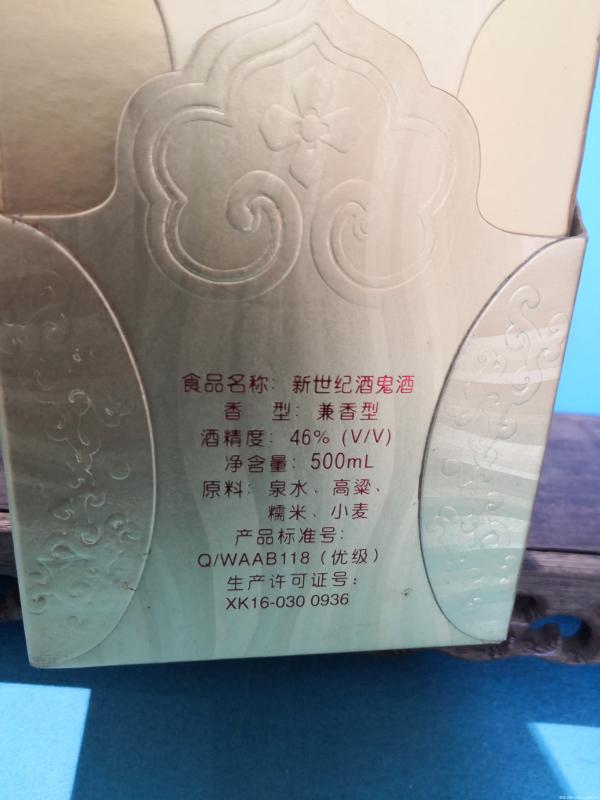 食品名称：新世纪酒鬼酒
香 型：兼香型
酒精度：46%（V/V）
净含量：500mL
原料：泉水、高粱、
糯米、小麦
产品标准号：
Q/WAAB118（优级）
生产许可证号：
XK16-030 0936